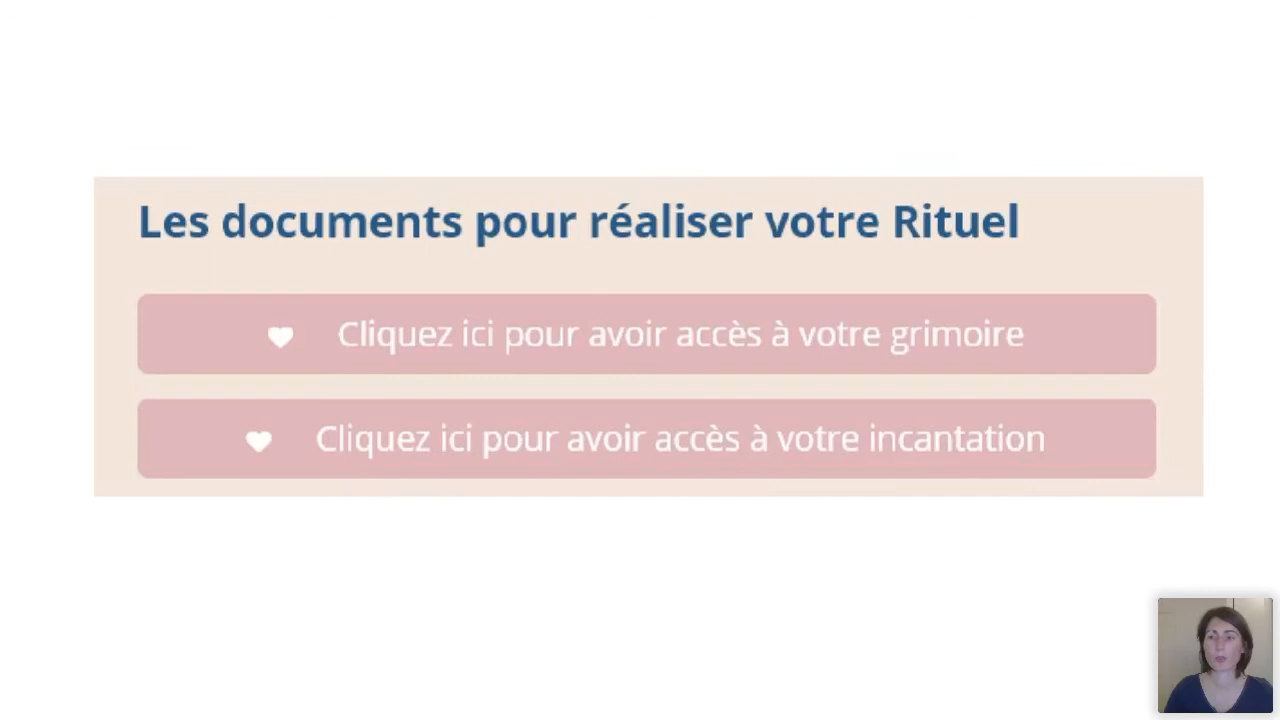 Les documents pour réaliser votre Rituel
Cliquez ici pour avoir accès à votre grimoire
Cliquez ici pour avoir accès à votre incantation